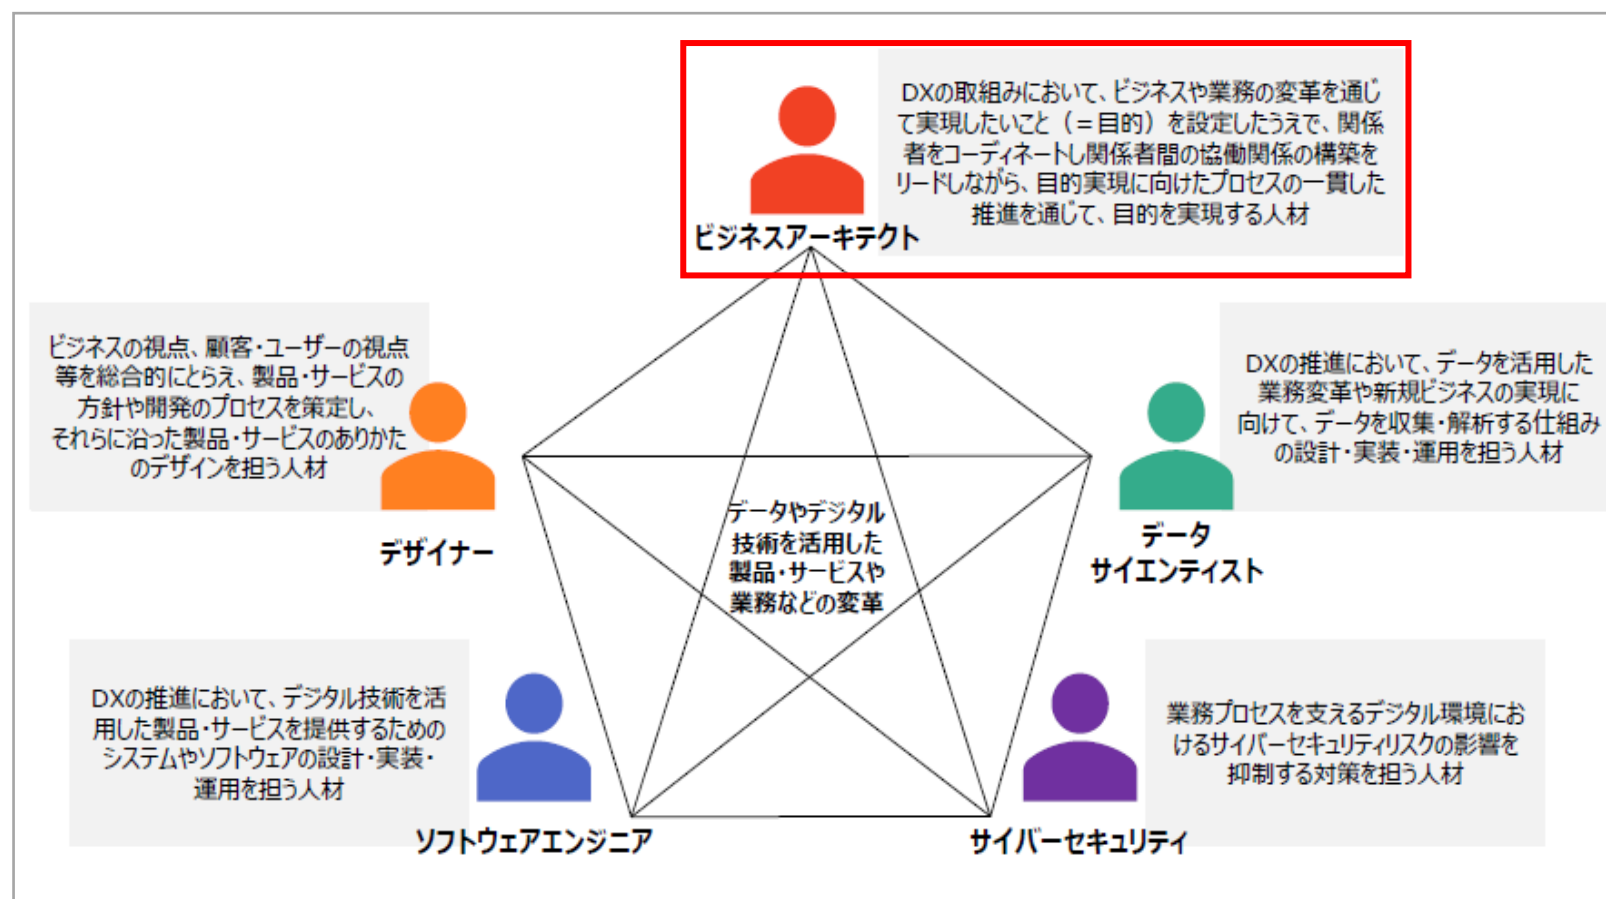 DXの取組みにおいて、ビジネスや業務の変革を通じ
て実現したいこと（＝目的）を設定したうえで、関係
者をコーディネートし関係者間の協働関係の構築を
リードしながら、目的実現に向けたプロセスの一貫した
推進を通じて、目的を実現する人材
ビジネスアーキテクト
ビジネスの視点、顧客・ユーザーの視点
等を総合的にとらえ、製品・サービスの
方針や開発のプロセスを策定し、
それらに沿った製品・サービスのありかた
のデザインを担う人材
デザイナー
DXの推進において、データを活用した
業務変革や新規ビジネスの実現に
向けて、データを収集・解析する仕組み
の設計・実装・運用を担う人材
データ
サイエンティスト
データやデジタル
技術を活用した
製品・サービスや
業務などの変革
DXの推進において、デジタル技術を活
用した製品・サービスを提供するための
システムやソフトウェアの設計・実装・
運用を担う人材
ソフトウェアエンジニア
業務プロセスを支えるデジタル環境にお
けるサイバーセキュリティリスクの影響を
抑制する対策を担う人材
サイバーセキュリティ